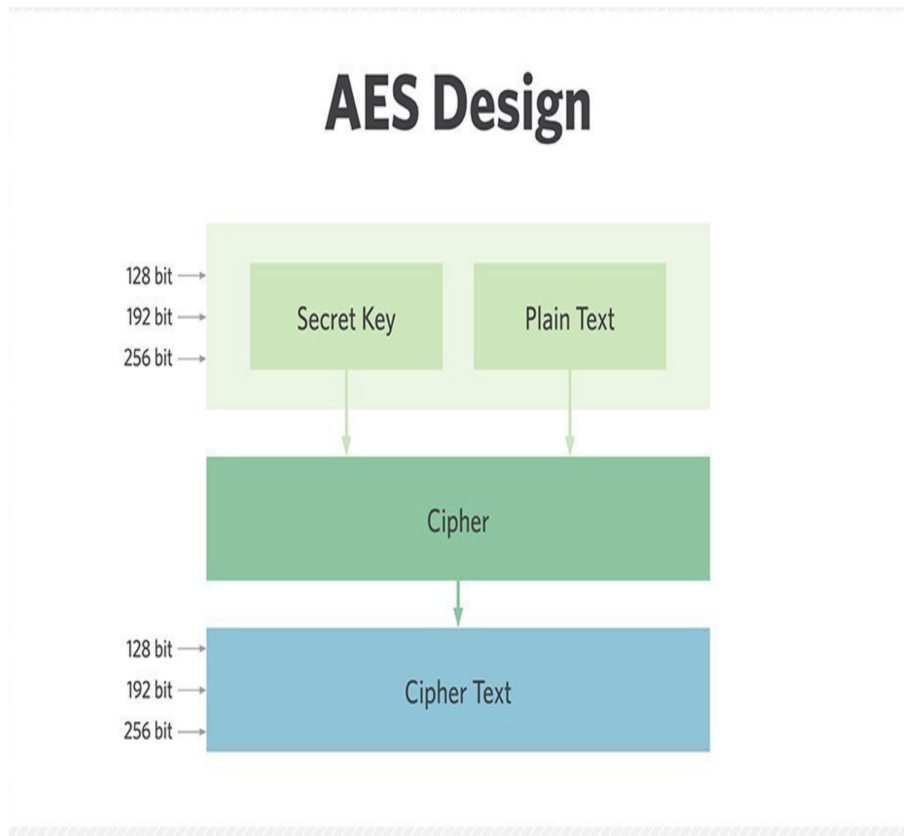 AES Design
128 bit
192 bit
256 bit
Secret Key
Plain Text
Cipher
128 bit
192 bit
256 bit
Cipher Text